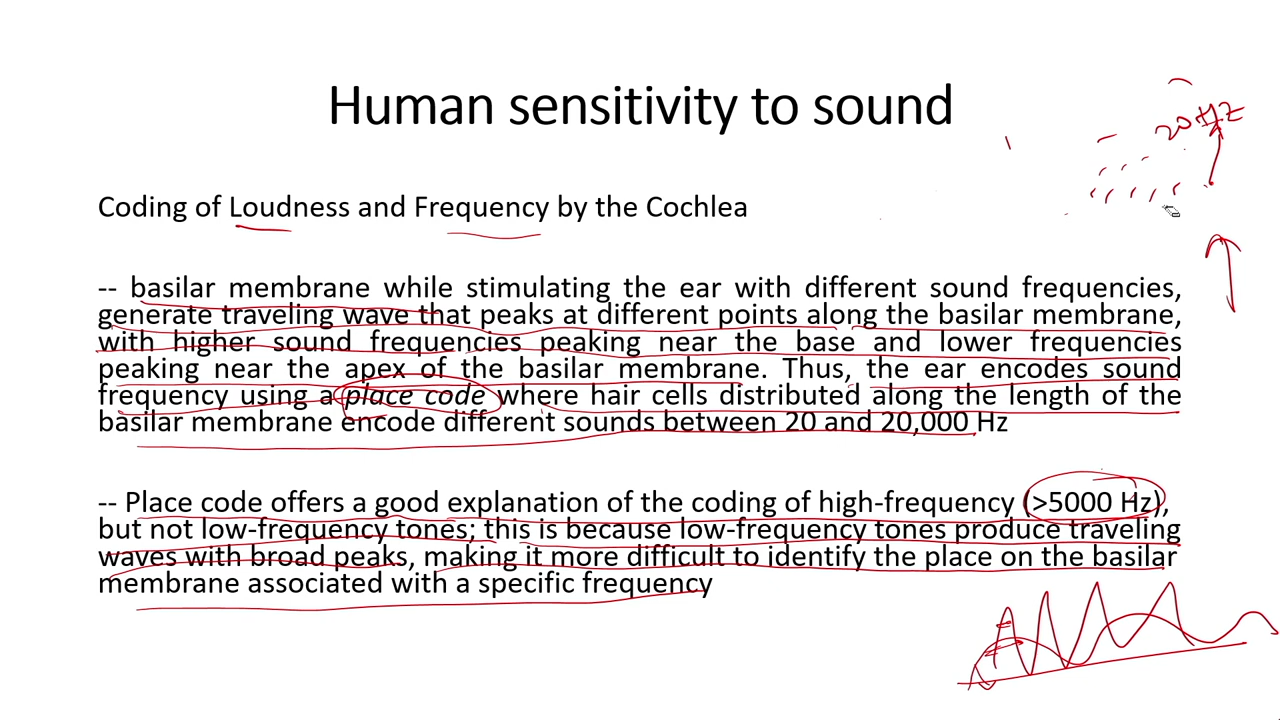 Human sensitivity to sound
20 Hz
Coding of Loudness and Frequency by the Cochlea
-- basilar membrane while stimulating the ear with different sound frequencies,
generate traveling wave that peaks at different points along the basilar membrane,
with higher sound frequencies peaking near the base and lower frequencies
peaking near the apex of the basilar membrane. Thus, the ear encodes sound
frequency using a place code where hair cells distributed along the length of the
basilar membrane encode different sounds between 20 and 20,000 Hz
-- Place code offers a good explanation of the coding of high-frequency (>5000 Hz),
but not low-frequency tones; this is because low-frequency tones produce traveling
waves with broad peaks, making it more difficult to identify the place on the basilar
membrane associated with a specific frequency